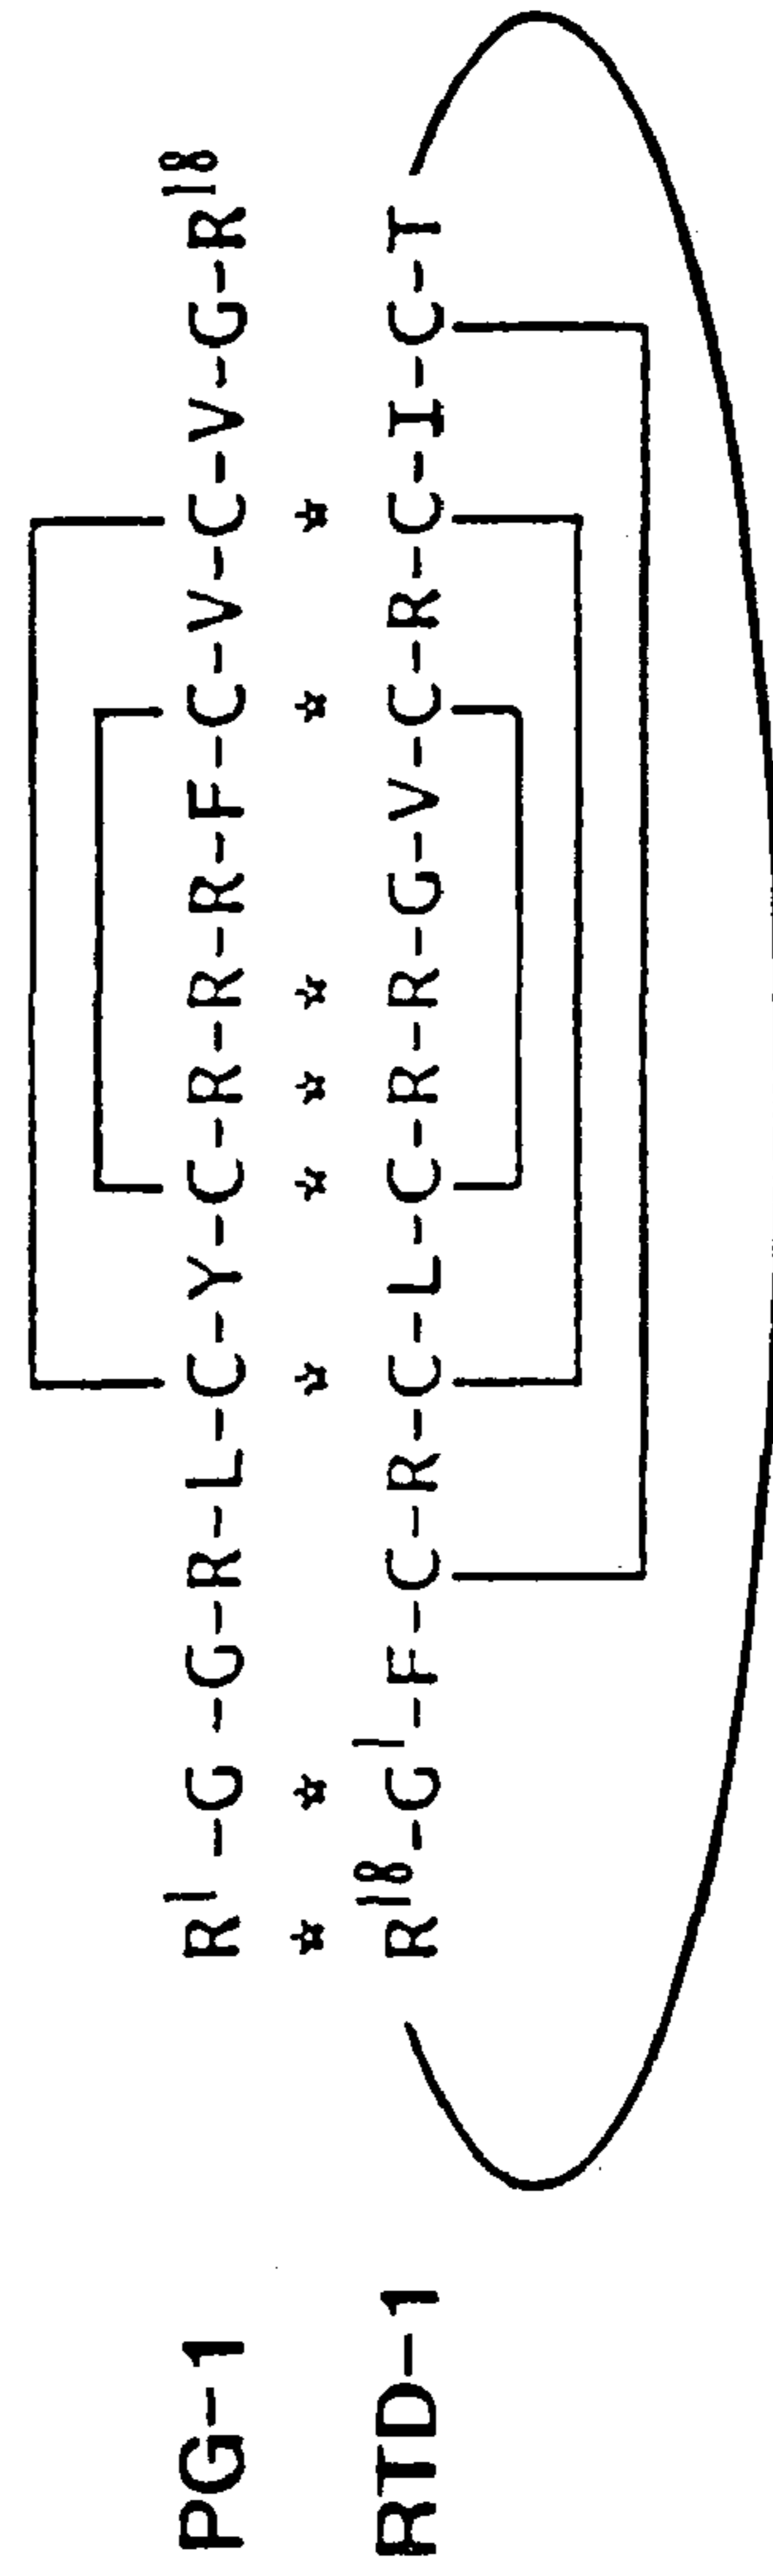 PG-1 R¹-G-G-R-L-C-Y-C-R-R-R-F-C-V-C-V-G-R¹⁸
* * * * * * * *
RTD-1 R¹⁸-G¹-F-C-R-C-L-C-R-R-G-V-C-R-C-I-C-T